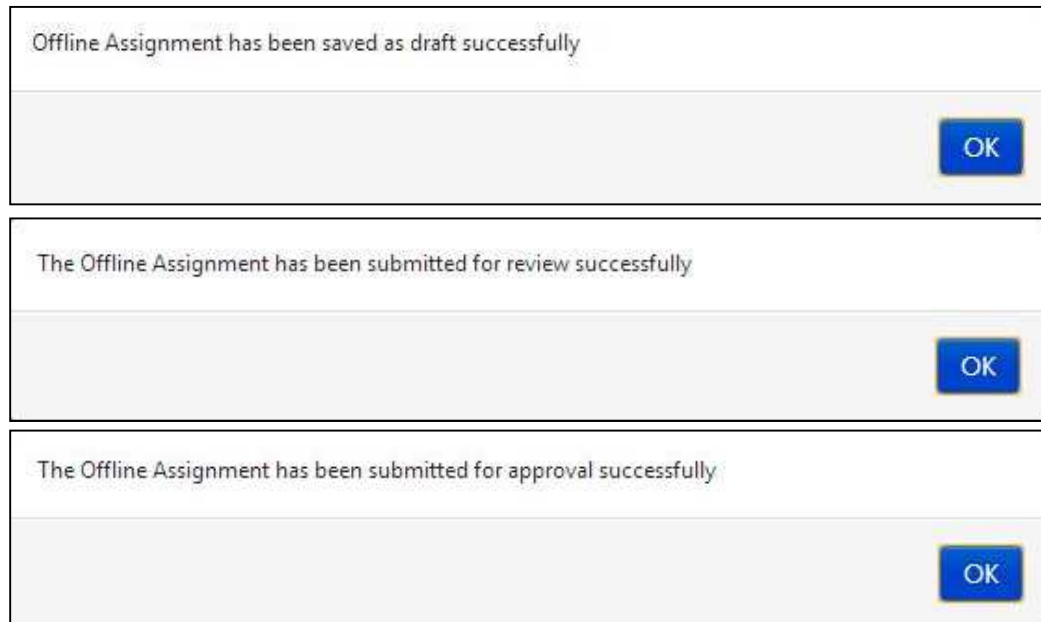 Offline Assignment has been saved as draft successfully
OK
The Offline Assignment has been submitted for review successfully
OK
The Offline Assignment has been submitted for approval successfully
OK